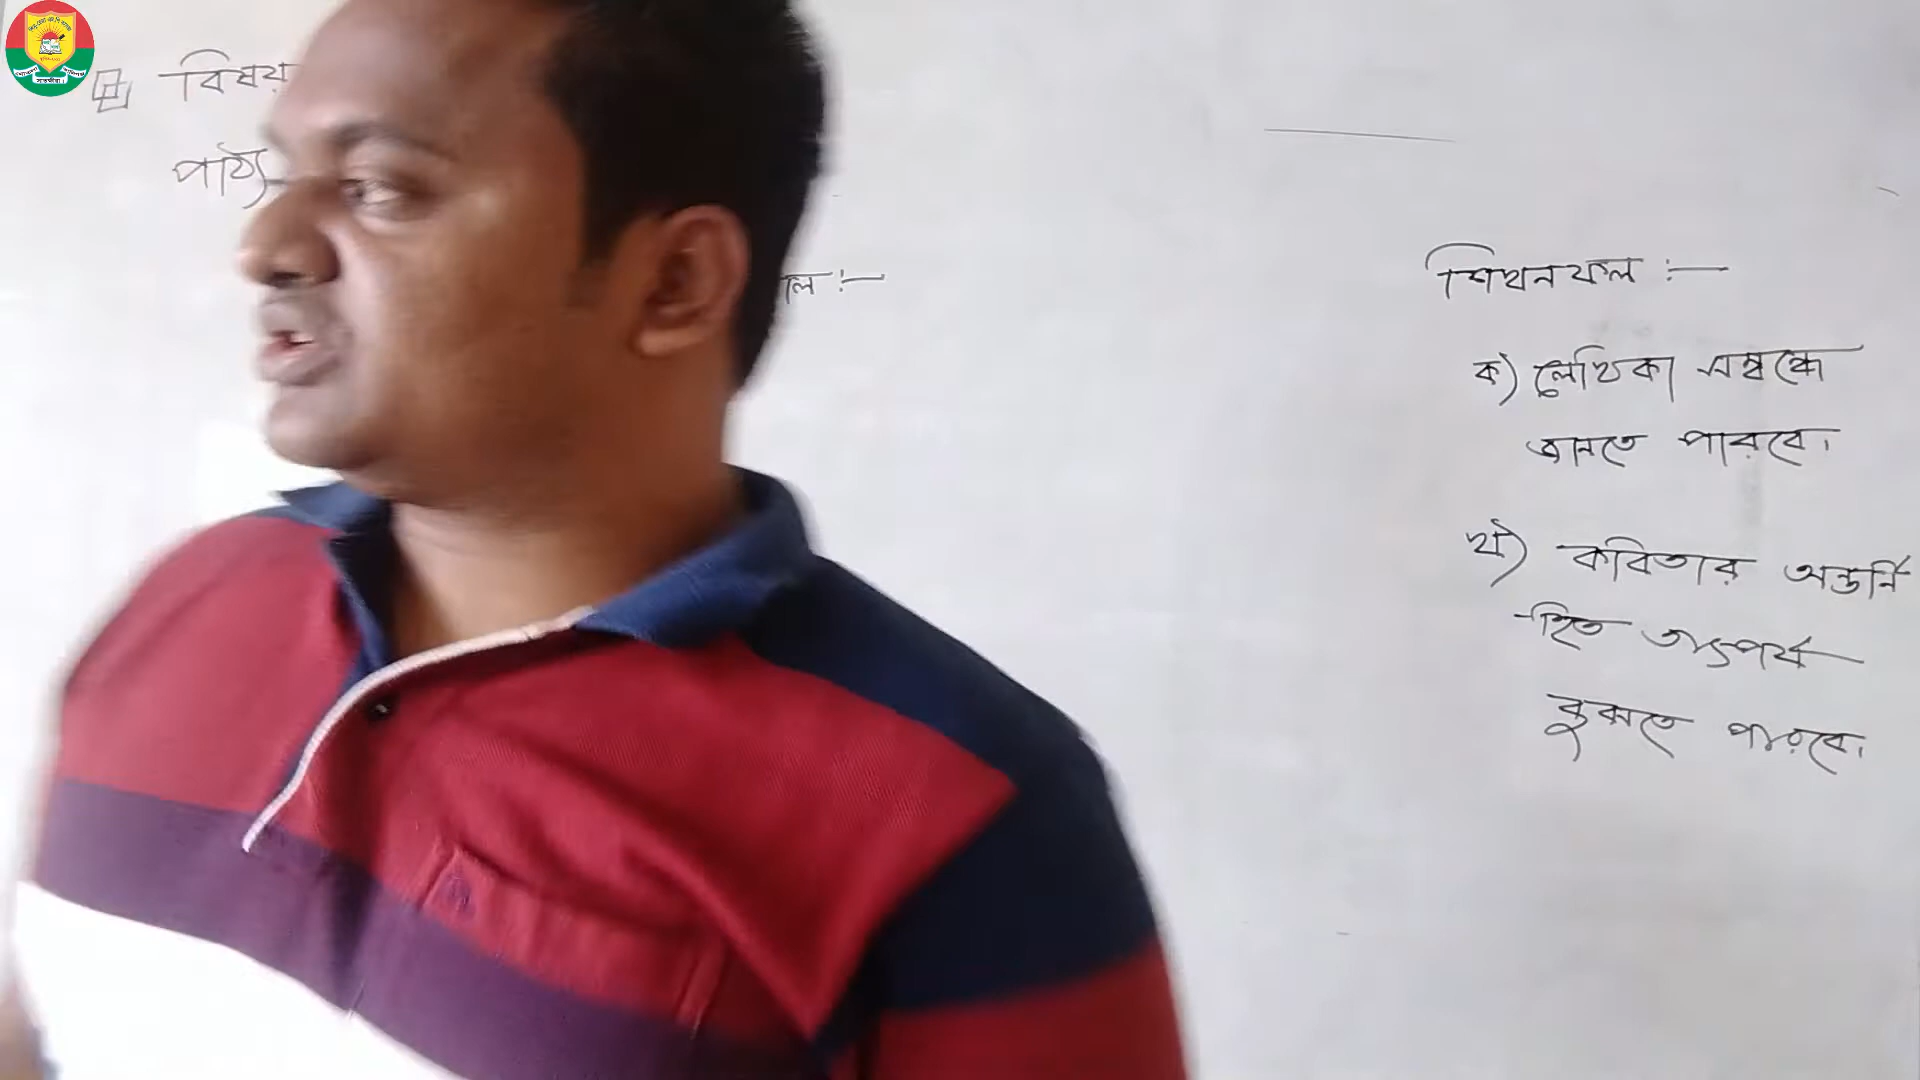 বিষয়
পাঠ্য-
ল :—
শিখনফল :—
ক) লেখিকা সম্বন্ধে
জানতে পারবে।
খ) কবিতার অন্তর্নি
-হিত তাৎপর্য
বুঝতে পারবে।